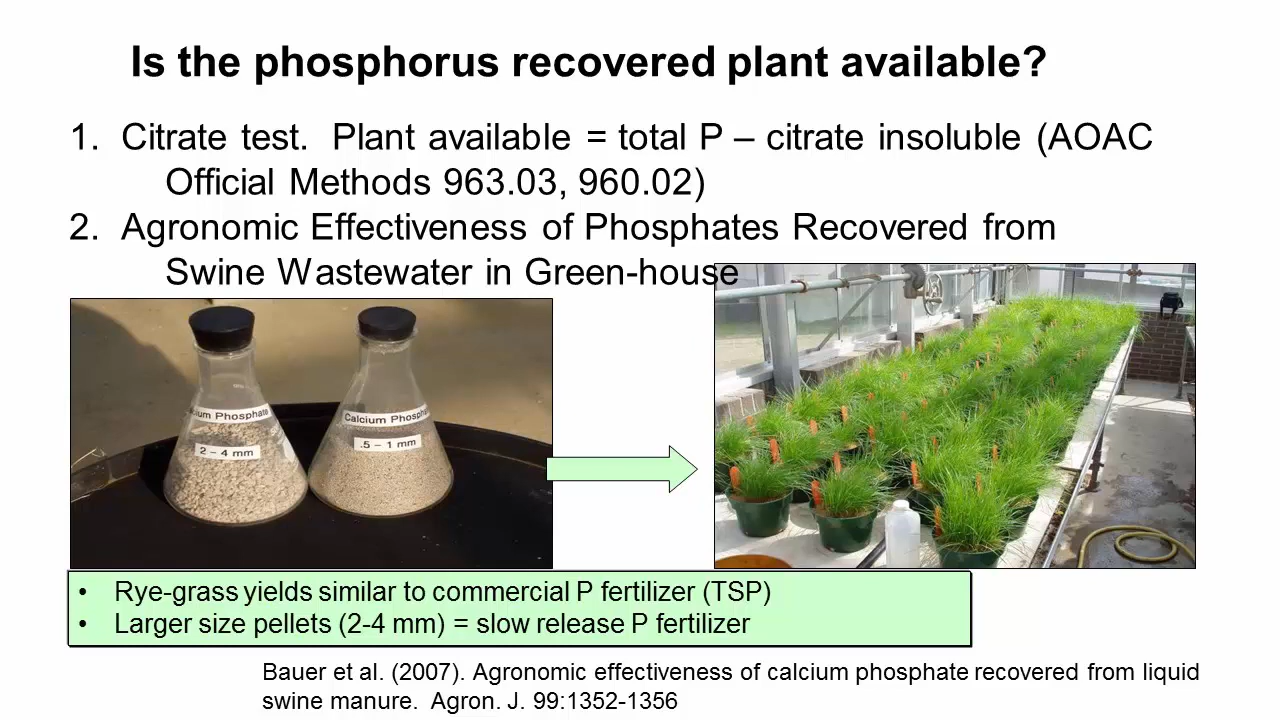 Is the phosphorus recovered plant available?
1. Citrate test. Plant available = total P – citrate insoluble (AOAC
Official Methods 963.03, 960.02)
2. Agronomic Effectiveness of Phosphates Recovered from
Swine Wastewater in Green-house
Phosphate
2 – 4 mm
Calcium Phosph
.5 – 1 mm
• Rye-grass yields similar to commercial P fertilizer (TSP)
• Larger size pellets (2-4 mm) = slow release P fertilizer
Bauer et al. (2007). Agronomic effectiveness of calcium phosphate recovered from liquid
swine manure. Agron. J. 99:1352-1356